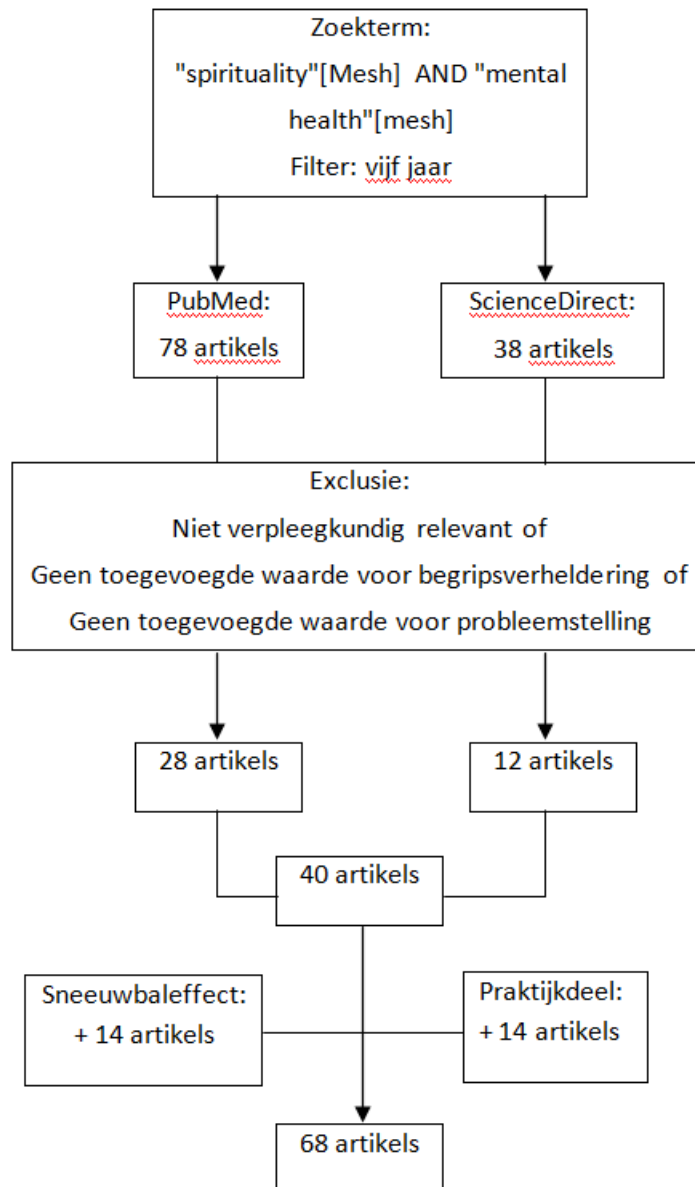 Zoekterm:
"spirituality"[Mesh] AND "mental
health"[mesh]
Filter: vijf jaar
PubMed:
78 artikels
ScienceDirect:
38 artikels
Exclusie:
Niet verpleegkundig relevant of
Geen toegevoegde waarde voor begripsverheldering of
Geen toegevoegde waarde voor probleemstelling
28 artikels
12 artikels
40 artikels
Sneeuwbaleffect:
+ 14 artikels
Praktijkdeel:
+ 14 artikels
68 artikels